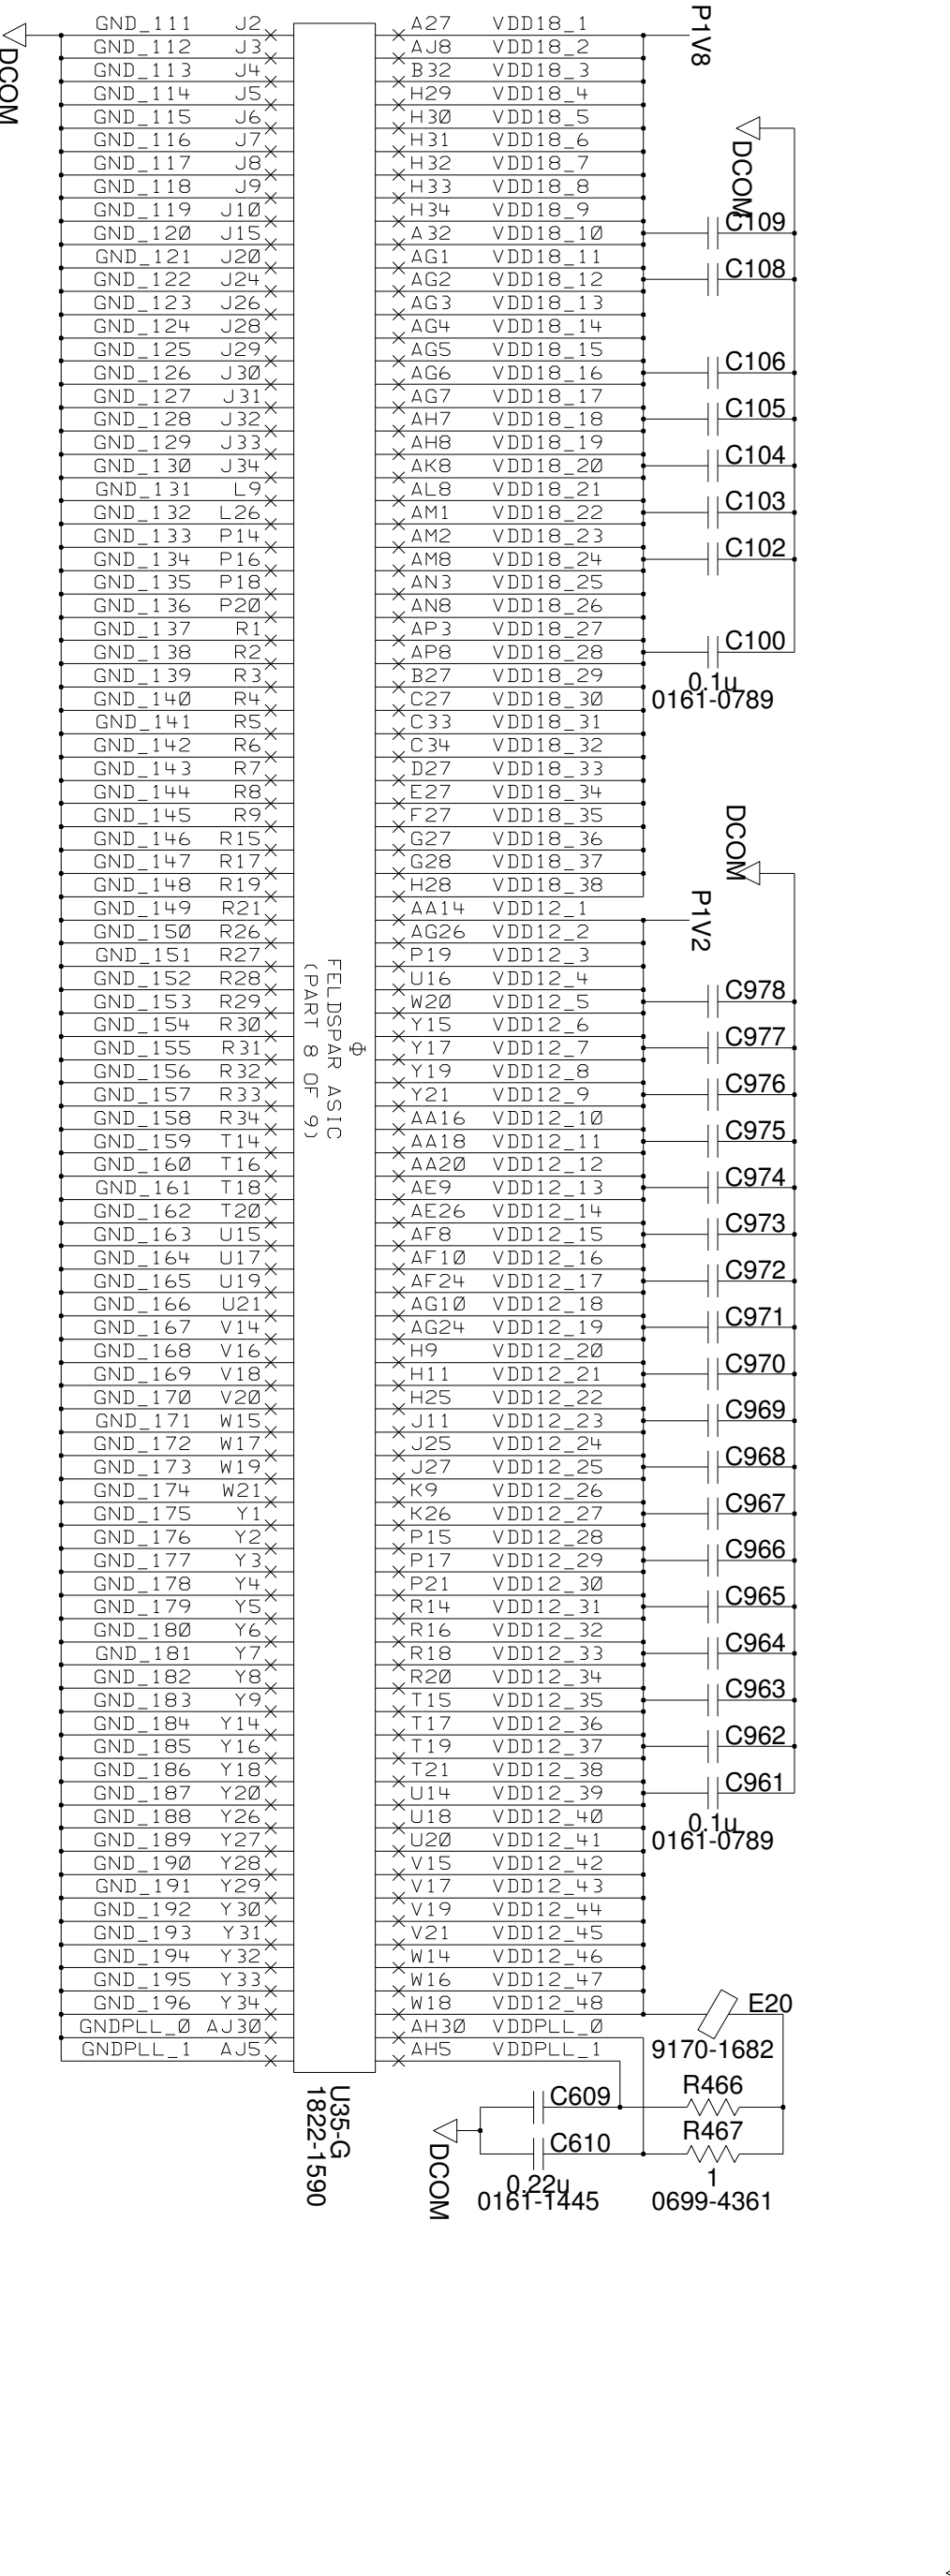 GND_111 J2 A27 VDD18_1
GND_112 J3 AJ8 VDD18_2
GND_113 J4 B32 VDD18_3
GND_114 J5 H29 VDD18_4
GND_115 J6 H30 VDD18_5
GND_116 J7 H31 VDD18_6
GND_117 J8 H32 VDD18_7
GND_118 J9 H33 VDD18_8
GND_119 J10 H34 VDD18_9
GND_120 J15 A32 VDD18_10
GND_121 J20 AG1 VDD18_11
GND_122 J24 AG2 VDD18_12
GND_123 J26 AG3 VDD18_13
GND_124 J28 AG4 VDD18_14
GND_125 J29 AG5 VDD18_15
GND_126 J30 AG6 VDD18_16
GND_127 J31 AG7 VDD18_17
GND_128 J32 AH7 VDD18_18
GND_129 J33 AH8 VDD18_19
GND_130 J34 AK8 VDD18_20
GND_131 L9 AL8 VDD18_21
GND_132 L26 AM1 VDD18_22
GND_133 P14 AM2 VDD18_23
GND_134 P16 AM8 VDD18_24
GND_135 P18 AN3 VDD18_25
GND_136 P20 AN8 VDD18_26
GND_137 R1 AP3 VDD18_27
GND_138 R2 AP8 VDD18_28
GND_139 R3 B27 VDD18_29
GND_140 R4 C27 VDD18_30
GND_141 R5 C33 VDD18_31
GND_142 R6 C34 VDD18_32
GND_143 R7 D27 VDD18_33
GND_144 R8 E27 VDD18_34
GND_145 R9 F27 VDD18_35
GND_146 R15 G27 VDD18_36
GND_147 R17 G28 VDD18_37
GND_148 R19 H28 VDD18_38
GND_149 R21 AA14 VDD12_1
GND_150 R26 AG26 VDD12_2
GND_151 R27 P19 VDD12_3
GND_152 R28 U16 VDD12_4
GND_153 R29 W20 VDD12_5
GND_154 R30 Y15 VDD12_6
GND_155 R31 Y17 VDD12_7
GND_156 R32 Y19 VDD12_8
GND_157 R33 Y21 VDD12_9
GND_158 R34 AA16 VDD12_10
GND_159 T14 AA18 VDD12_11
GND_160 T16 AA20 VDD12_12
GND_161 T18 AE9 VDD12_13
GND_162 T20 AE26 VDD12_14
GND_163 U15 AF8 VDD12_15
GND_164 U17 AF10 VDD12_16
GND_165 U19 AF24 VDD12_17
GND_166 U21 AG10 VDD12_18
GND_167 V14 AG24 VDD12_19
GND_168 V16 H9 VDD12_20
GND_169 V18 H11 VDD12_21
GND_170 V20 H25 VDD12_22
GND_171 W15 J11 VDD12_23
GND_172 W17 J25 VDD12_24
GND_173 W19 J27 VDD12_25
GND_174 W21 K9 VDD12_26
GND_175 Y1 K26 VDD12_27
GND_176 Y2 P15 VDD12_28
GND_177 Y3 P17 VDD12_29
GND_178 Y4 P21 VDD12_30
GND_179 Y5 R14 VDD12_31
GND_180 Y6 R16 VDD12_32
GND_181 Y7 R18 VDD12_33
GND_182 Y8 R20 VDD12_34
GND_183 Y9 T15 VDD12_35
GND_184 Y14 T17 VDD12_36
GND_185 Y16 T19 VDD12_37
GND_186 Y18 T21 VDD12_38
GND_187 Y20 U14 VDD12_39
GND_188 Y26 U18 VDD12_40
GND_189 Y27 U20 VDD12_41
GND_190 Y28 V15 VDD12_42
GND_191 Y29 V17 VDD12_43
GND_192 Y30 V19 VDD12_44
GND_193 Y31 V21 VDD12_45
GND_194 Y32 W14 VDD12_46
GND_195 Y33 W16 VDD12_47
GND_196 Y34 W18 VDD12_48
GNDPLL_0 AJ30 AH30 VDDPLL_0
GNDPLL_1 AJ5 AH5 VDDPLL_1
DCOM
Φ
FELDSPAR ASIC
(PART 8 OF 9)
U35-G
1822-1590
P1V8
DCOM
C109
C108
C106
C105
C104
C103
C102
C100
0.1u
0161-0789
DCOM
P1V2
C978
C977
C976
C975
C974
C973
C972
C971
C970
C969
C968
C967
C966
C965
C964
C963
C962
C961
0.1u
0161-0789
E20
9170-1682
R466
R467
1
0699-4361
C609
C610
0.22u
0161-1445
DCOM